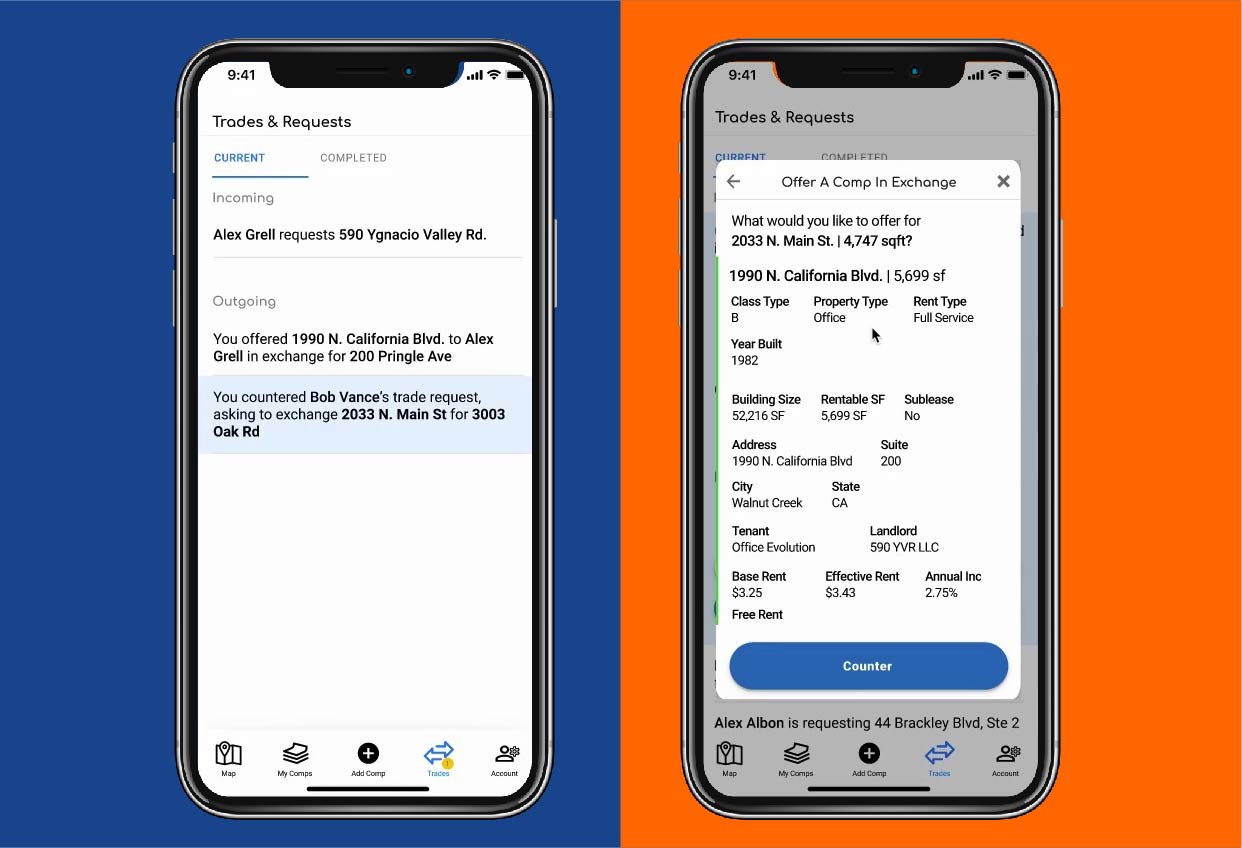 9:41
Trades & Requests
CURRENT COMPLETED
Incoming
Alex Grell requests 590 Ygnacio Valley Rd.
Outgoing
You offered 1990 N. California Blvd. to Alex
Grell in exchange for 200 Pringle Ave
You countered Bob Vance's trade request,
asking to exchange 2033 N. Main St for 3003
Oak Rd
1
Map My Comps Add Comp Trades Account
9:41
Trades & Requests
CURRENT COMPLETED
Offer A Comp In Exchange
What would you like to offer for
2033 N. Main St. | 4,747 sqft?
1990 N. California Blvd. | 5,699 sf
Class Type Property Type Rent Type
B Office Full Service
Year Built
1982
Building Size Rentable SF Sublease
52,216 SF 5,699 SF No
Address Suite
1990 N. California Blvd 200
City State
Walnut Creek CA
Tenant Landlord
Office Evolution 590 YVR LLC
Base Rent Effective Rent Annual Inc
$3.25 $3.43 2.75%
Free Rent
Counter
Alex Albon is requesting 44 Brackley Blvd, Ste 2
Map My Comps Add Comp Trades Account